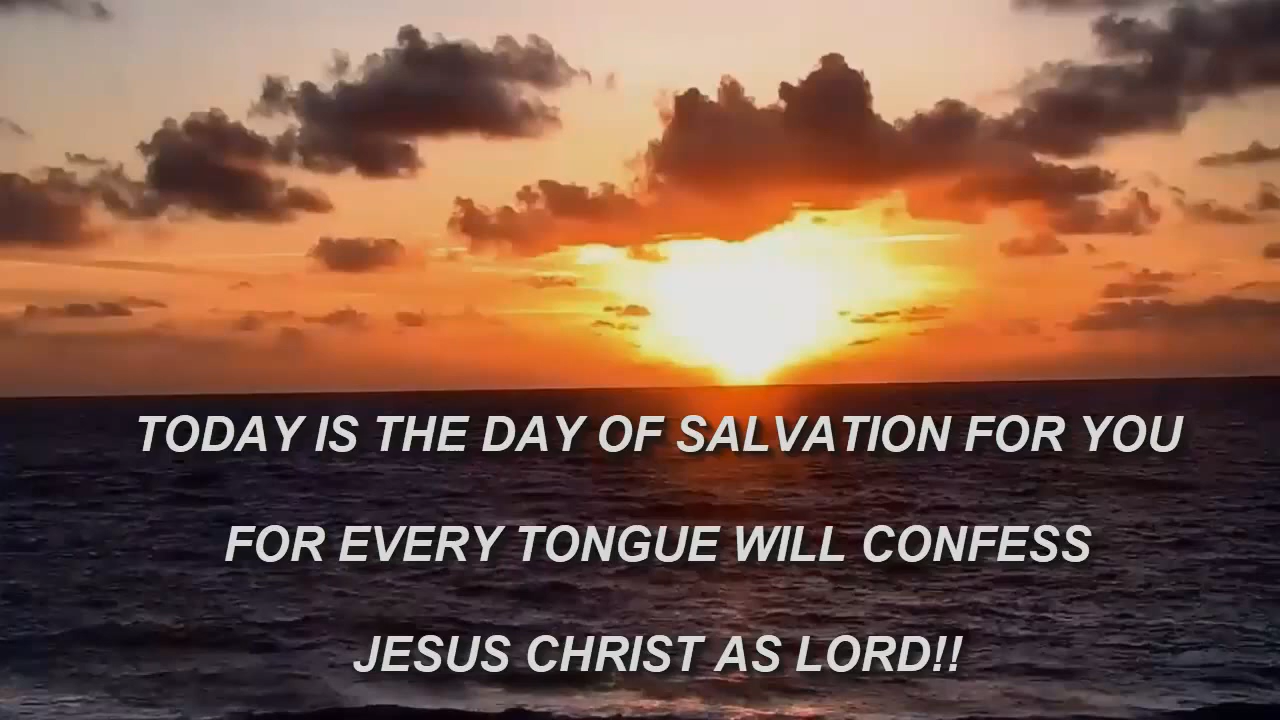 TODAY IS THE DAY OF SALVATION FOR YOU
FOR EVERY TONGUE WILL CONFESS
JESUS CHRIST AS LORD!!